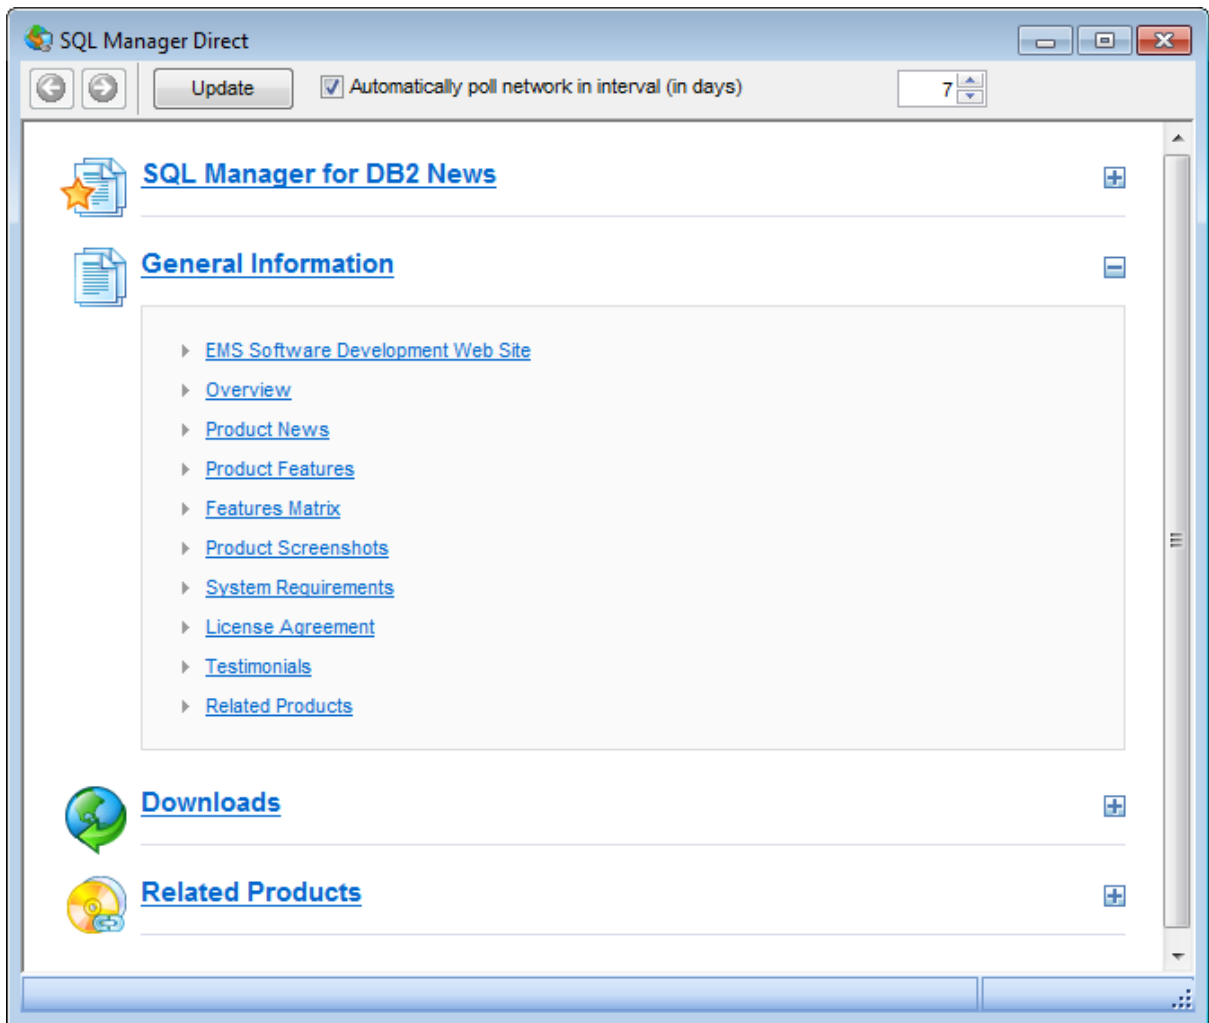 SQL Manager Direct
Update Automatically poll network in interval (in days) 7
SQL Manager for DB2 News
General Information
EMS Software Development Web Site
Overview
Product News
Product Features
Features Matrix
Product Screenshots
System Requirements
License Agreement
Testimonials
Related Products
Downloads
Related Products